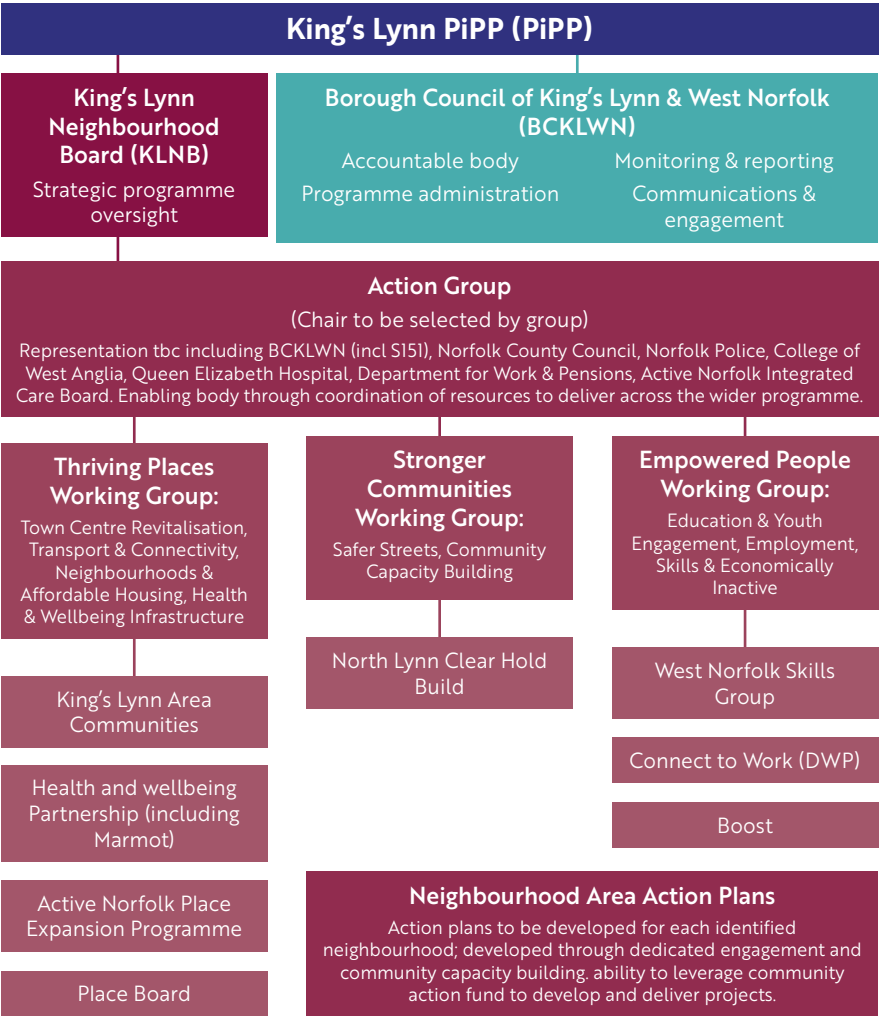 King's Lynn PiPP (PiPP)
King's Lynn
Neighbourhood
Board (KLNB)
Strategic programme
oversight
Borough Council of King's Lynn & West Norfolk
(BCKLWN)
Accountable body
Programme administration
Monitoring & reporting
Communications &
engagement
Action Group
(Chair to be selected by group)
Representation tbc including BCKLWN (incl S151), Norfolk County Council, Norfolk Police, College of
West Anglia, Queen Elizabeth Hospital, Department for Work & Pensions, Active Norfolk Integrated
Care Board. Enabling body through coordination of resources to deliver across the wider programme.
Thriving Places
Working Group:
Town Centre Revitalisation,
Transport & Connectivity,
Neighbourhoods &
Affordable Housing, Health
& Wellbeing Infrastructure
King's Lynn Area
Communities
Health and wellbeing
Partnership (including
Marmot)
Active Norfolk Place
Expansion Programme
Place Board
Stronger
Communities
Working Group:
Safer Streets, Community
Capacity Building
North Lynn Clear Hold
Build
Empowered People
Working Group:
Education & Youth
Engagement, Employment,
Skills & Economically
Inactive
West Norfolk Skills
Group
Connect to Work (DWP)
Boost
Neighbourhood Area Action Plans
Action plans to be developed for each identified
neighbourhood; developed through dedicated engagement and
community capacity building. ability to leverage community
action fund to develop and deliver projects.